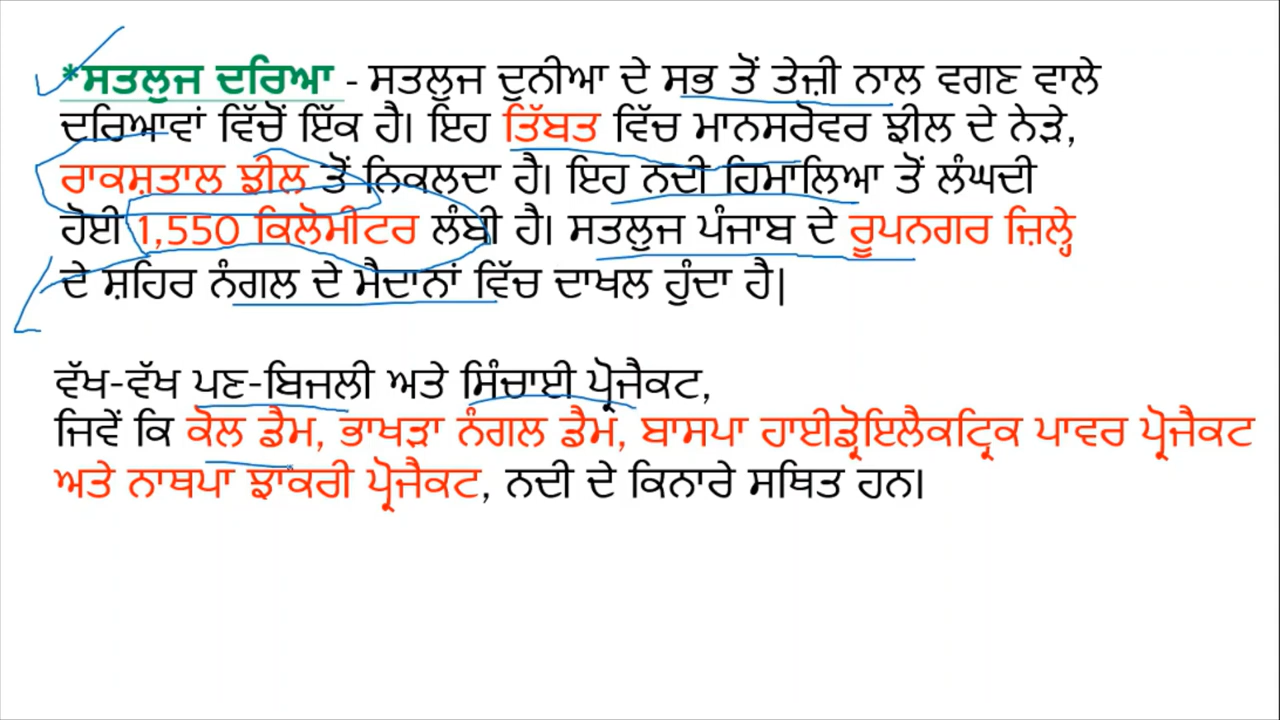 *ਸਤਲੁਜ ਦਰਿਆ - ਸਤਲੁਜ ਦੁਨੀਆ ਦੇ ਸਭ ਤੋਂ ਤੇਜ਼ੀ ਨਾਲ ਵਗਣ ਵਾਲੇ
ਦਰਿਆਵਾਂ ਵਿੱਚੋਂ ਇੱਕ ਹੈ। ਇਹ ਤਿੱਬਤ ਵਿੱਚ ਮਾਨਸਰੋਵਰ ਝੀਲ ਦੇ ਨੇੜੇ,
ਰਾਕਸ਼ਤਾਲ ਝੀਲ ਤੋਂ ਨਿਕਲਦਾ ਹੈ। ਇਹ ਨਦੀ ਹਿਮਾਲਿਆ ਤੋਂ ਲੰਘਦੀ
ਹੋਈ 1,550 ਕਿਲੋਮੀਟਰ ਲੰਬੀ ਹੈ। ਸਤਲੁਜ ਪੰਜਾਬ ਦੇ ਰੂਪਨਗਰ ਜ਼ਿਲ੍ਹੇ
ਦੇ ਸ਼ਹਿਰ ਨੰਗਲ ਦੇ ਮੈਦਾਨਾਂ ਵਿੱਚ ਦਾਖਲ ਹੁੰਦਾ ਹੈ|
ਵੱਖ-ਵੱਖ ਪਣ-ਬਿਜਲੀ ਅਤੇ ਸਿੰਚਾਈ ਪ੍ਰੋਜੈਕਟ,
ਜਿਵੇਂ ਕਿ ਕੋਲ ਡੈਮ, ਭਾਖੜਾ ਨੰਗਲ ਡੈਮ, ਬਾਸਪਾ ਹਾਈਡ੍ਰੋਇਲੈਕਟ੍ਰਿਕ ਪਾਵਰ ਪ੍ਰੋਜੈਕਟ
ਅਤੇ ਨਾਥਪਾ ਝਾਕਰੀ ਪ੍ਰੋਜੈਕਟ, ਨਦੀ ਦੇ ਕਿਨਾਰੇ ਸਥਿਤ ਹਨ।